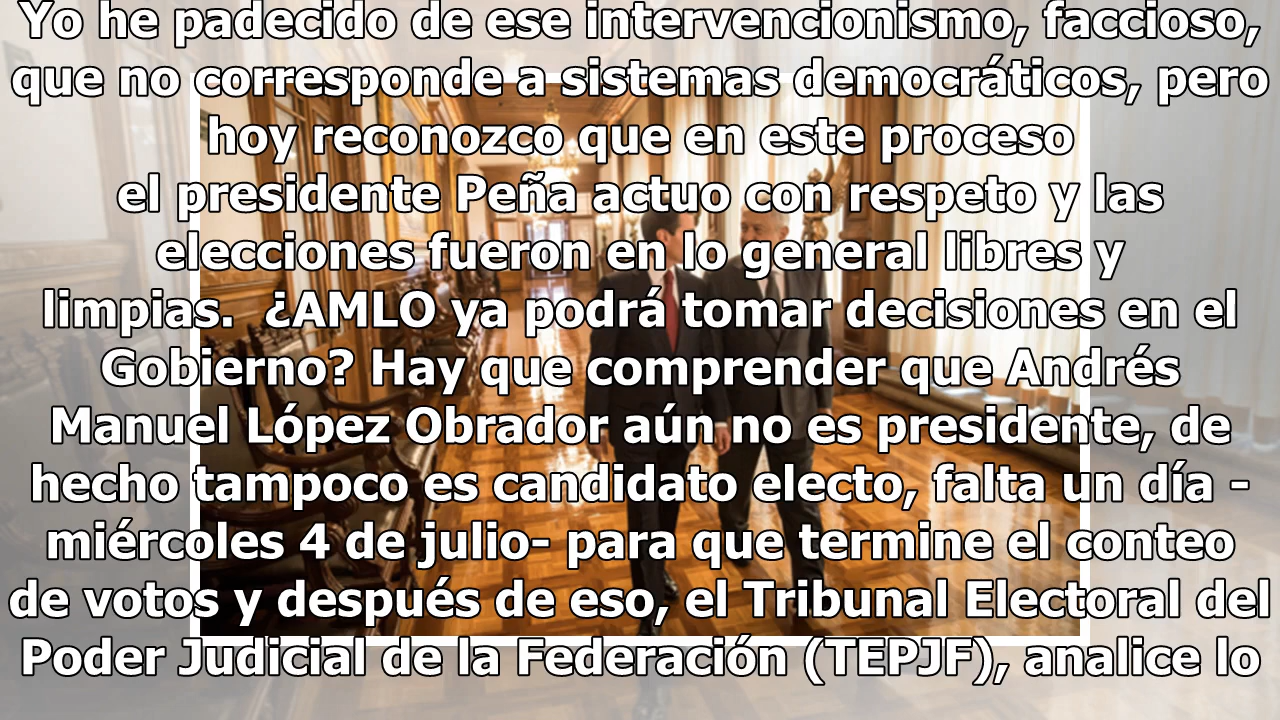 Yo he padecido de ese intervencionismo, faccioso,
que no corresponde a sistemas democráticos, pero
hoy reconozco que en este proceso
el presidente Peña actuo con respeto y las
elecciones fueron en lo general libres y
limpias.  ¿AMLO ya podrá tomar decisiones en el
Gobierno? Hay que comprender que Andrés
Manuel López Obrador aún no es presidente, de
hecho tampoco es candidato electo, falta un día -
miércoles 4 de julio- para que termine el conteo
de votos y después de eso, el Tribunal Electoral del
Poder Judicial de la Federación (TEPJF), analice lo